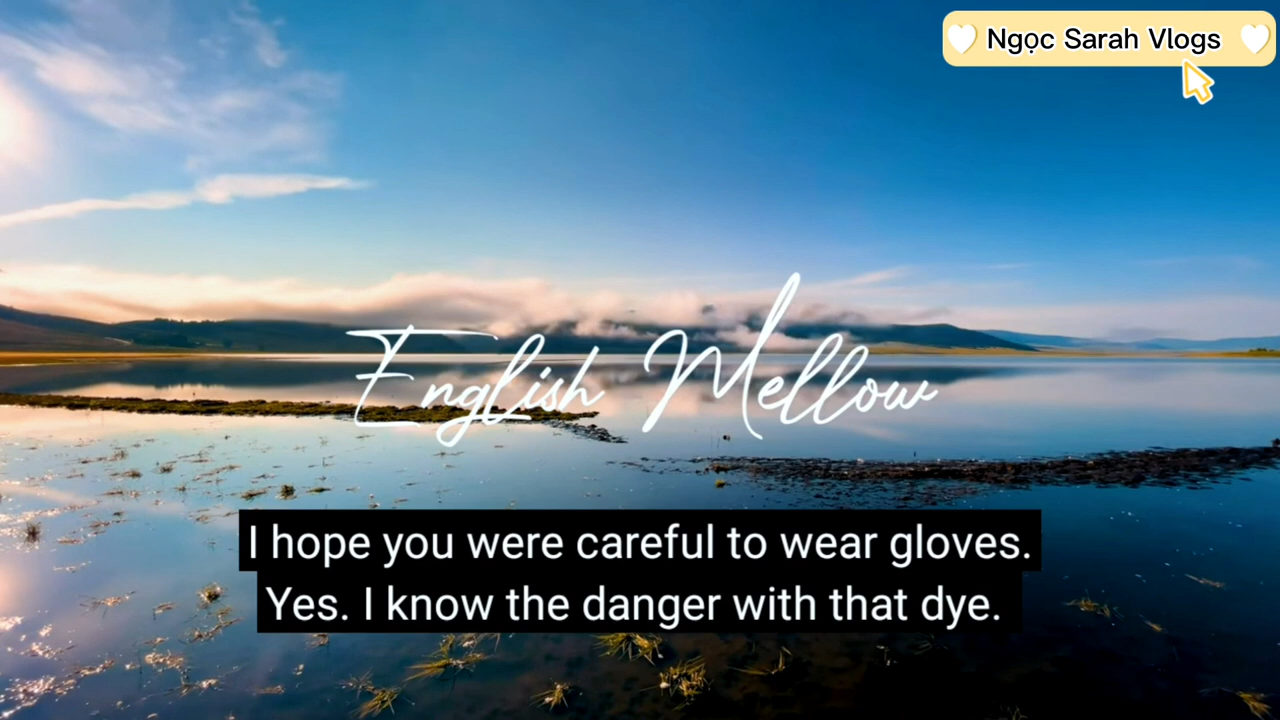 Ngọc Sarah Vlogs
English Mellow
I hope you were careful to wear gloves.
Yes. I know the danger with that dye.